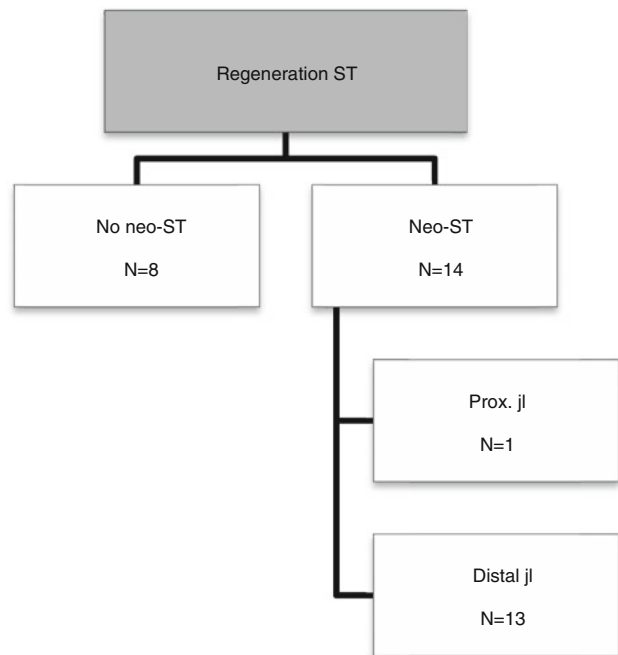 Regeneration ST
No neo-ST
N=8
Neo-ST
N=14
Prox. jl
N=1
Distal jl
N=13